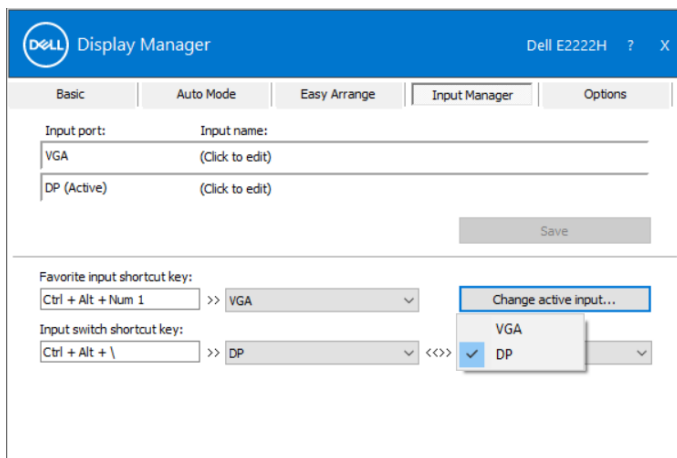 DELL Display Manager Dell E2222H ? X
Basic Auto Mode Easy Arrange Input Manager Options
Input port: Input name:
VGA (Click to edit)
DP (Active) (Click to edit)
Save
Favorite input shortcut key:
Ctrl + Alt + Num 1 >> VGA Change active input...
Input switch shortcut key:
VGA
Ctrl + Alt + \ >> DP <<>> DP